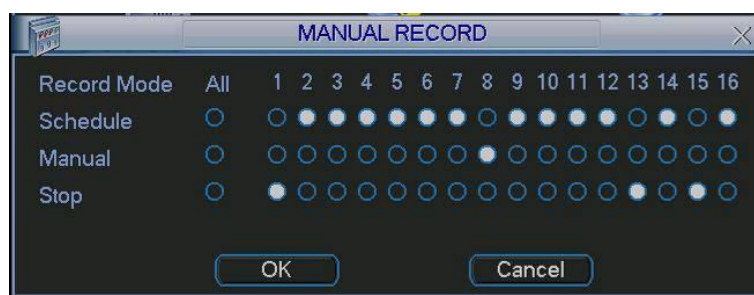 MANUAL RECORD
Record Mode All 1 2 3 4 5 6 7 8 9 10 11 12 13 14 15 16
Schedule
Manual
Stop
OK Cancel